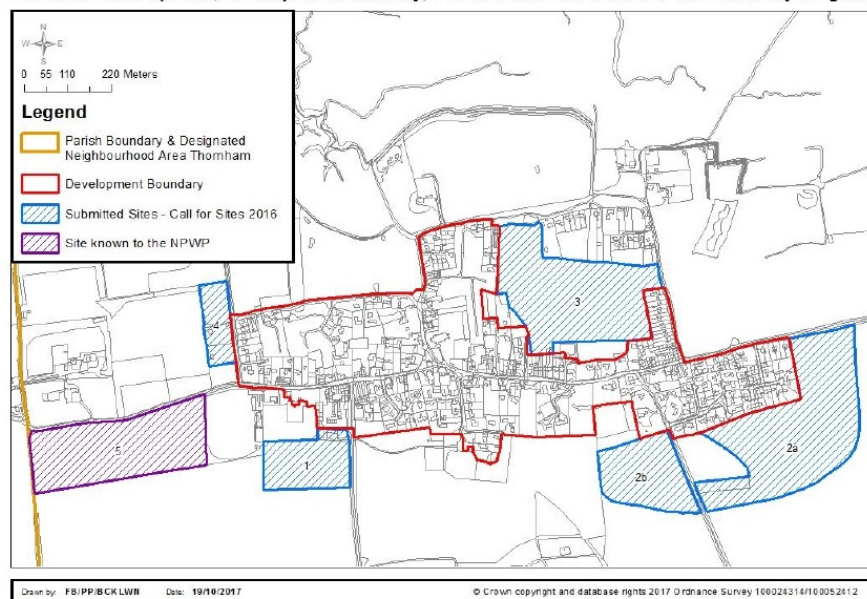 N
W E
S
0 55 110 220 Meters
Legend
Parish Boundary & Designated
Neighbourhood Area Thornham
Development Boundary
Submitted Sites - Call for Sites 2016
Site known to the NPWP
4
3
5
1
2b
2a
Drawn by: FB/PP/BCKLWN Date: 19/10/2017 © Crown copyright and database rights 2017 Ordnance Survey 100024314/100052412